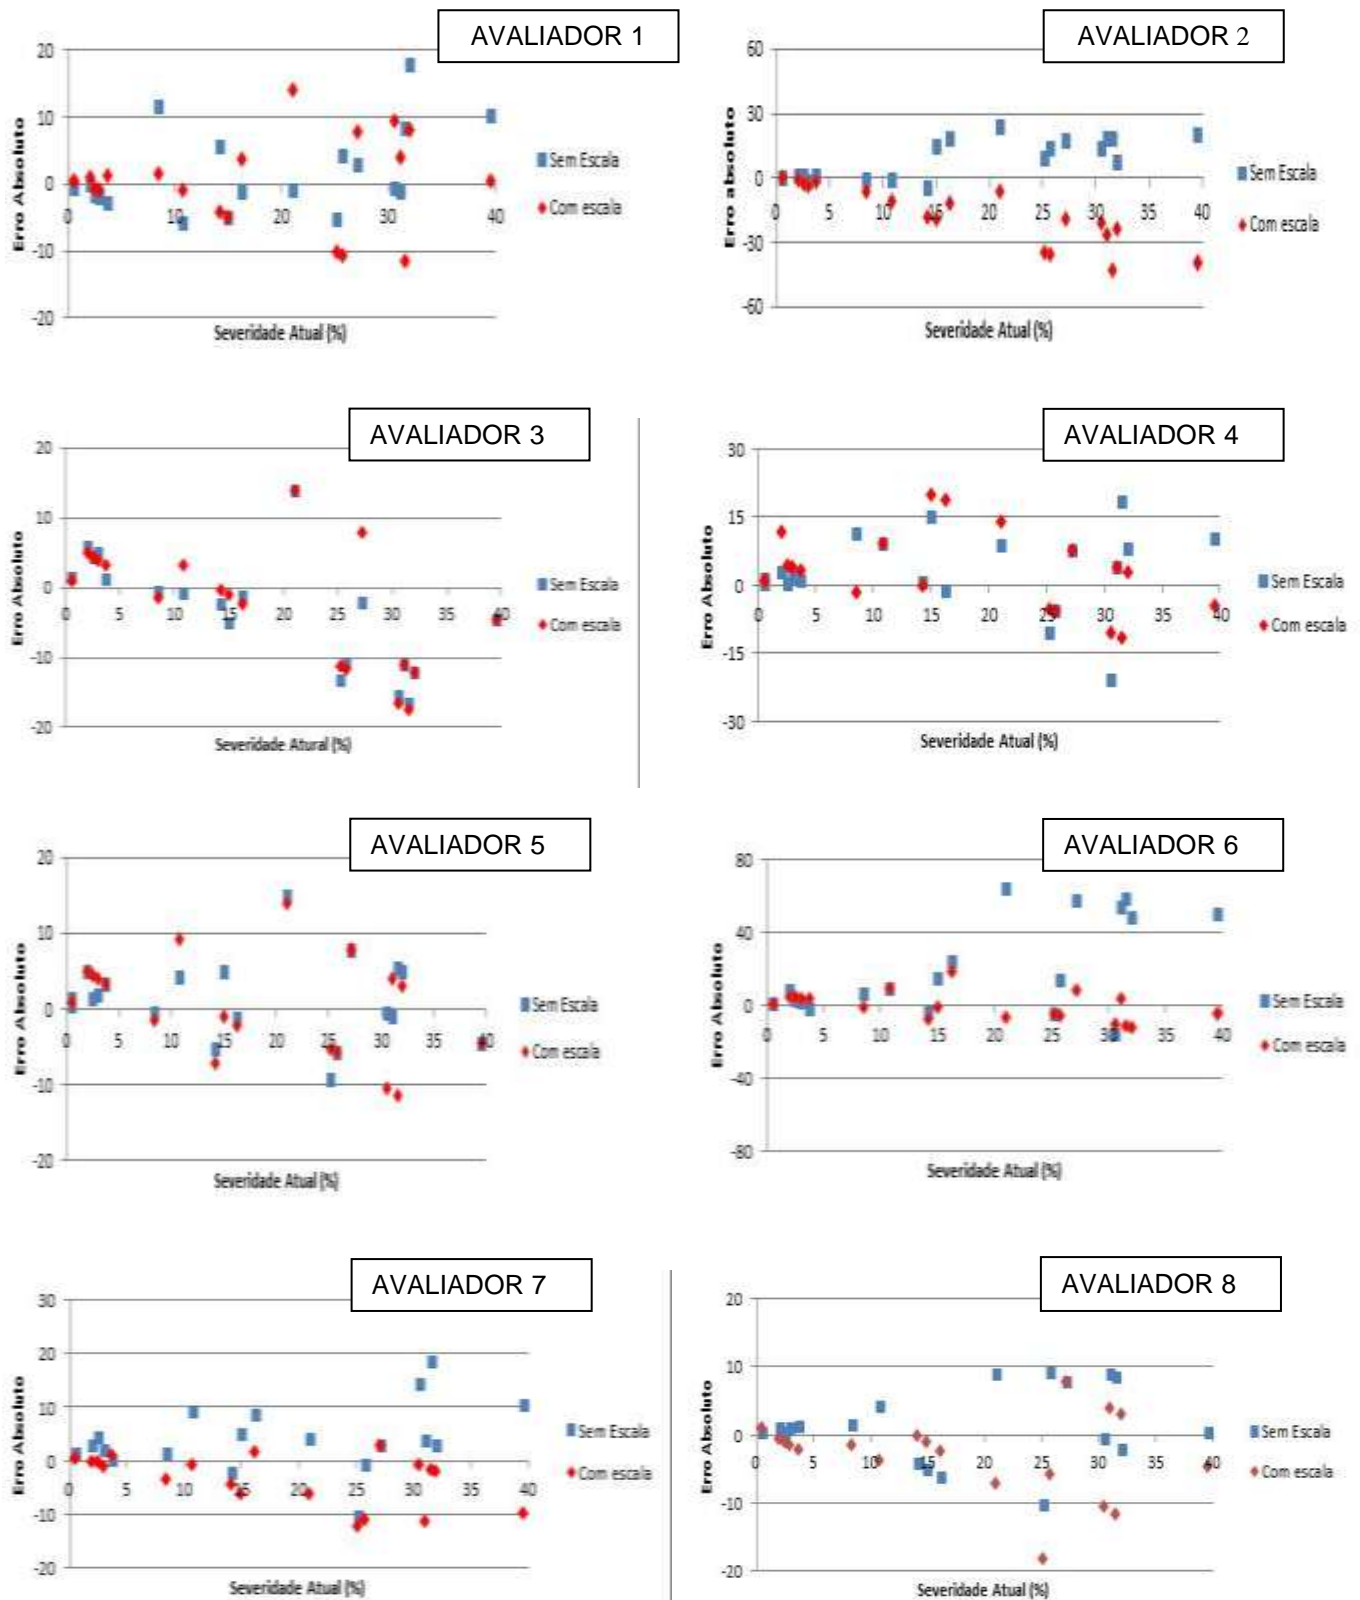 AVALIADOR 1
20
10
0
-10
-20
0
10
20
30
40
Erro Absoluto
Severidade Atual (%)
Sem Escala
Com escala
AVALIADOR 2
60
30
0
-30
-60
0
5
10
15
20
25
30
35
40
Erro absoluto
Severidade Atual (%)
Sem Escala
Com escala
AVALIADOR 3
20
10
0
-10
-20
0
5
10
15
20
25
30
35
40
Erro Absoluto
Severidade Atural (%)
Sem Escala
Com escala
AVALIADOR 4
30
15
0
-15
-30
0
5
10
15
20
25
30
35
40
Erro Absoluto
Severidade Atual (%)
Sem Escala
Com escala
AVALIADOR 5
20
10
0
-10
-20
0
5
10
15
20
25
30
35
40
Erro Absoluto
Severidade Atual (%)
Sem Escala
Com escala
AVALIADOR 6
80
40
0
-40
-80
0
5
10
15
20
25
30
35
40
Erro Absoluto
Severidade Atual (%)
Sem Escala
Com escala
AVALIADOR 7
30
20
10
0
-10
-20
0
5
10
15
20
25
30
35
40
Erro Absoluto
Severidade Atual (%)
Sem Escala
Com escala
AVALIADOR 8
20
10
0
-10
-20
0
5
10
15
20
25
30
35
40
Erro Absoluto
Severidade Atual (%)
Sem Escala
Com escala